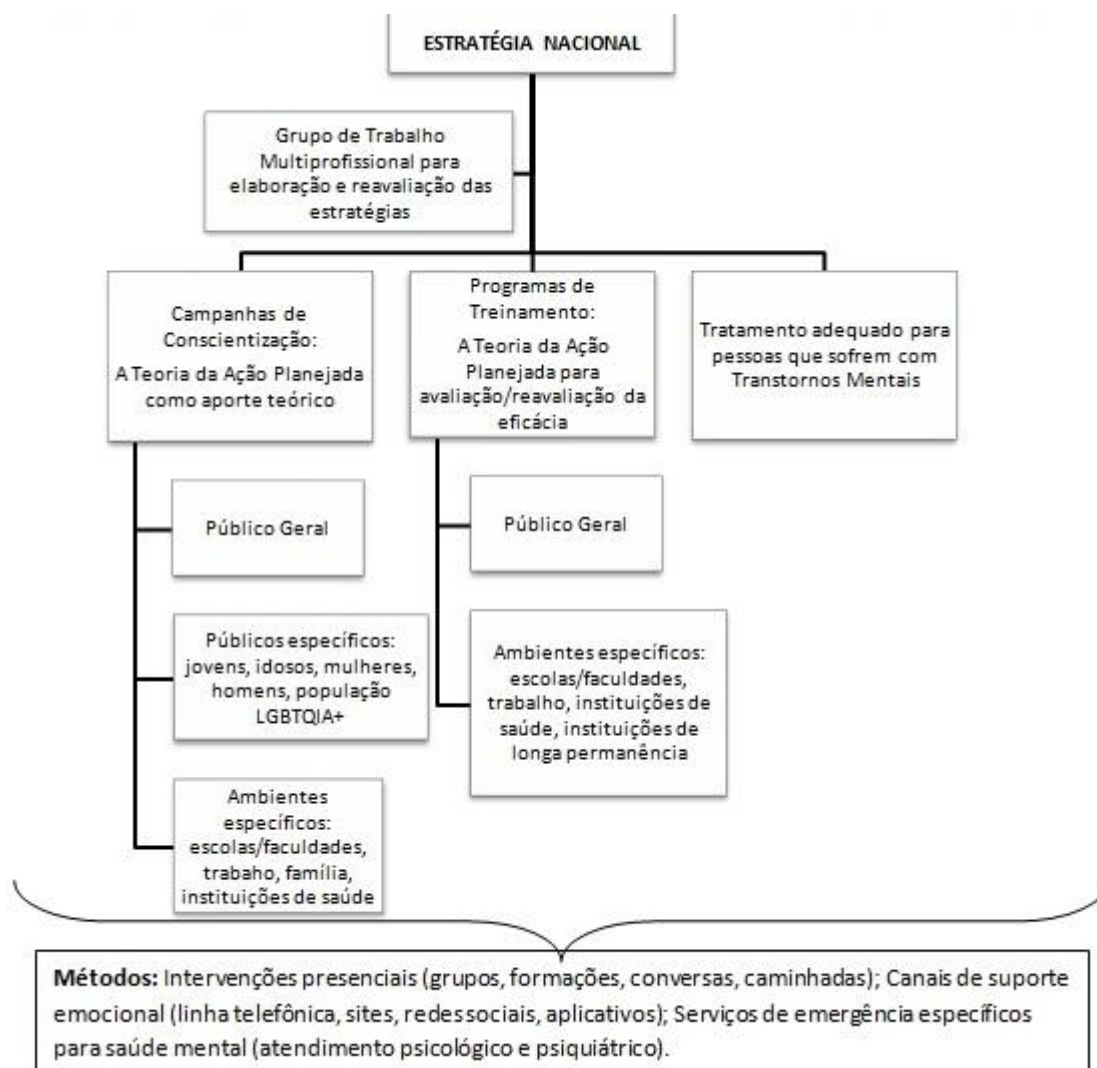 ESTRATÉGIA NACIONAL
Grupo de Trabalho
Multiprofissional para
elaboração e reavaliação das
estratégias
Campanhas de
Conscientização:
A Teoria da Ação Planejada
como aporte teórico
Programas de
Treinamento:
A Teoria da Ação
Planejada para
avaliação/reavaliação da
eficácia
Tratamento adequado para
pessoas que sofrem com
Transtornos Mentais
Público Geral
Públicos específicos:
jovens, idosos, mulheres,
homens, população
LGBTQIA+
Ambientes
específicos:
escolas/faculdades,
trabaho, família,
instituições de saúde
Público Geral
Ambientes específicos:
escolas/faculdades,
trabalho, instituições de
saúde, instituições de
longa permanência
Métodos: Intervenções presenciais (grupos, formações, conversas, caminhadas); Canais de suporte
emocional (linha telefônica, sites, redes sociais, aplicativos); Serviços de emergência específicos
para saúde mental (atendimento psicológico e psiquiátrico).